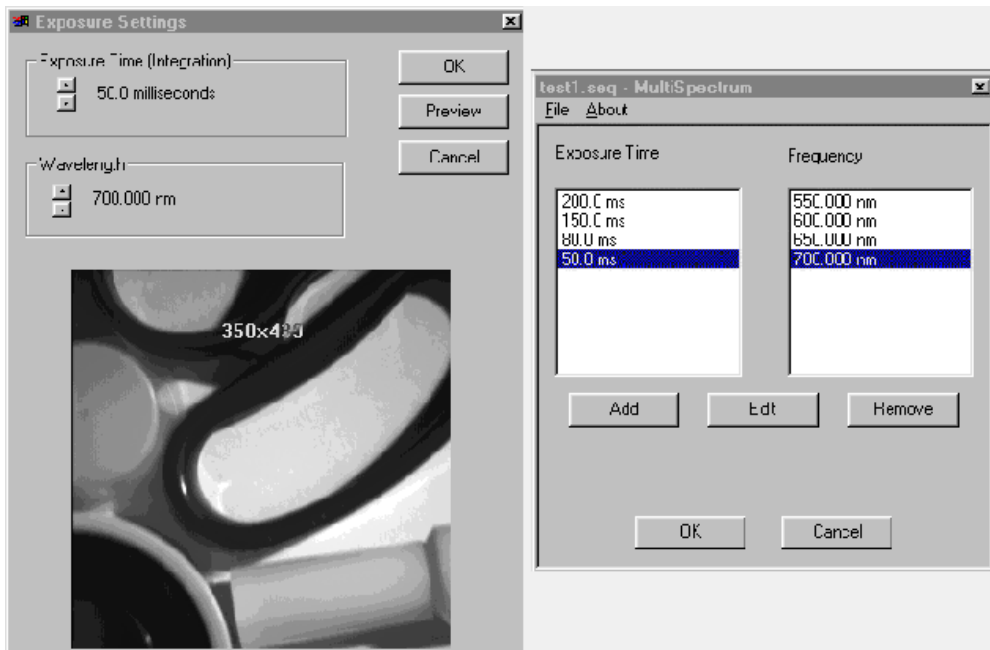 Exposure Settings
Exposure Time (Integration)
50.0 milliseconds
Wavelength
700.000 nm
OK
Preview
Cancel
test1.seq - MultiSpectrum
File About
Exposure Time Frequency
200.0 ms 550.000 nm
150.0 ms 600.000 nm
80.0 ms 650.000 nm
50.0 ms 700.000 nm
Add Edit Remove
OK Cancel